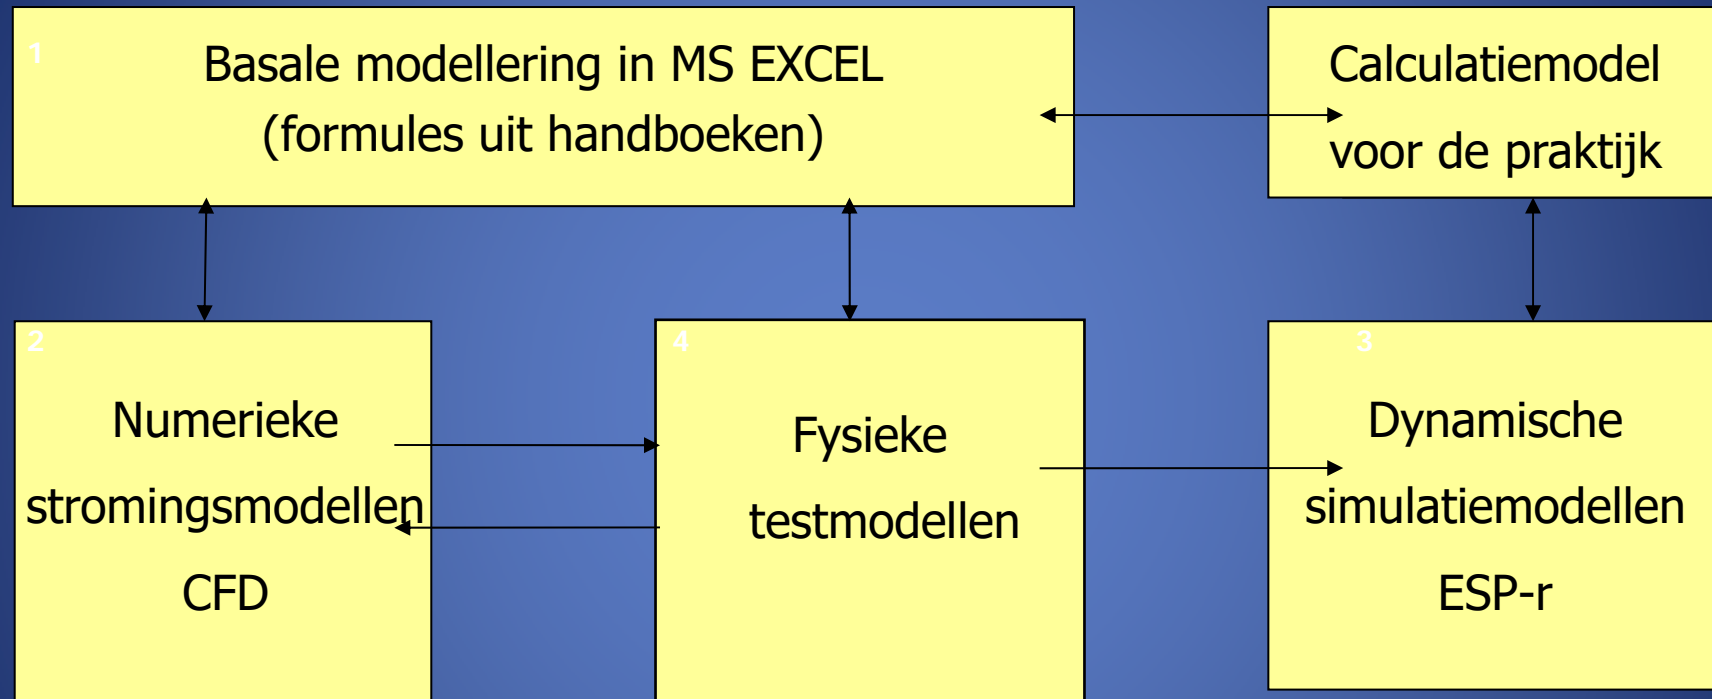 1
Basale modellering in MS EXCEL
(formules uit handboeken)
Calculatiemodel
voor de praktijk
2
Numerieke
stromingsmodellen
CFD
4
Fysieke
testmodellen
3
Dynamische
simulatiemodellen
ESP-r